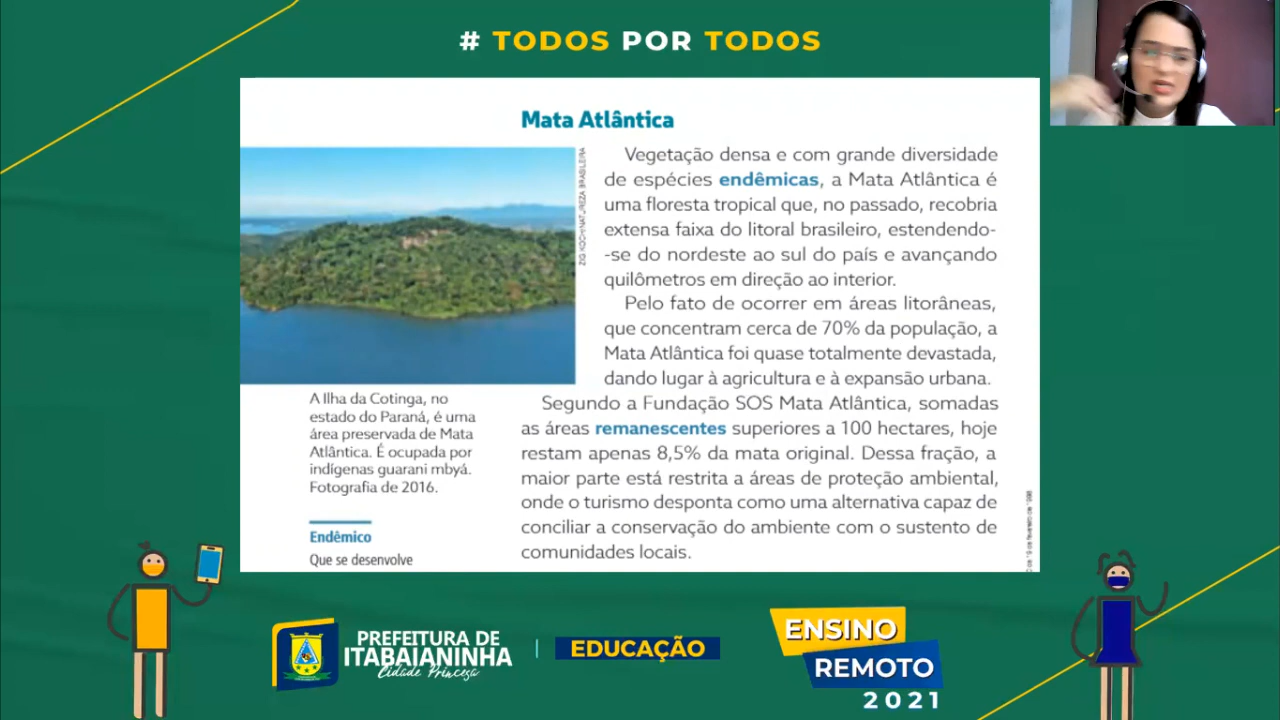 # TODOS POR TODOS
Mata Atlântica
Vegetação densa e com grande diversidade
de espécies endêmicas, a Mata Atlântica é
uma floresta tropical que, no passado, recobria
extensa faixa do litoral brasileiro, estendendo-
-se do nordeste ao sul do país e avançando
quilômetros em direção ao interior.
Pelo fato de ocorrer em áreas litorâneas,
que concentram cerca de 70% da população, a
Mata Atlântica foi quase totalmente devastada,
dando lugar à agricultura e à expansão urbana.
Segundo a Fundação SOS Mata Atlântica, somadas
as áreas remanescentes superiores a 100 hectares, hoje
restam apenas 8,5% da mata original. Dessa fração, a
maior parte está restrita a áreas de proteção ambiental,
onde o turismo desponta como uma alternativa capaz de
conciliar a conservação do ambiente com o sustento de
comunidades locais.
ZIG KOCH/NATUREZA BRASILEIRA
A Ilha da Cotinga, no
estado do Paraná, é uma
área preservada de Mata
Atlântica. É ocupada por
indígenas guarani mbyá.
Fotografia de 2016.
Endêmico
Que se desenvolve
PREFEITURA DE
ITABAIANINHA
Cidade Princesa
EDUCAÇÃO
ENSINO
REMOTO
2021